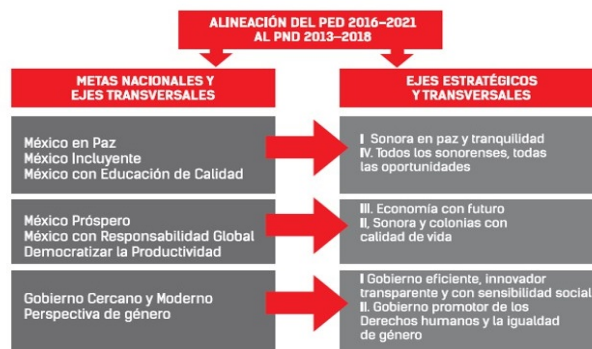 ALINEACIÓN DEL PED 2016–2021
AL PND 2013–2018
METAS NACIONALES Y
EJES TRANSVERSALES
EJES ESTRATÉGICOS
Y TRANSVERSALES
México en Paz
México Incluyente
México con Educación de Calidad
I Sonora en paz y tranquilidad
IV. Todos los sonorenses, todas
las oportunidades
México Próspero
México con Responsabilidad Global
Democratizar la Productividad
III. Economía con futuro
II, Sonora y colonias con
calidad de vida
Gobierno Cercano y Moderno
Perspectiva de género
I Gobierno eficiente, innovador
transparente y con sensibilidad social
II. Gobierno promotor de los
Derechos humanos y la igualdad
de género